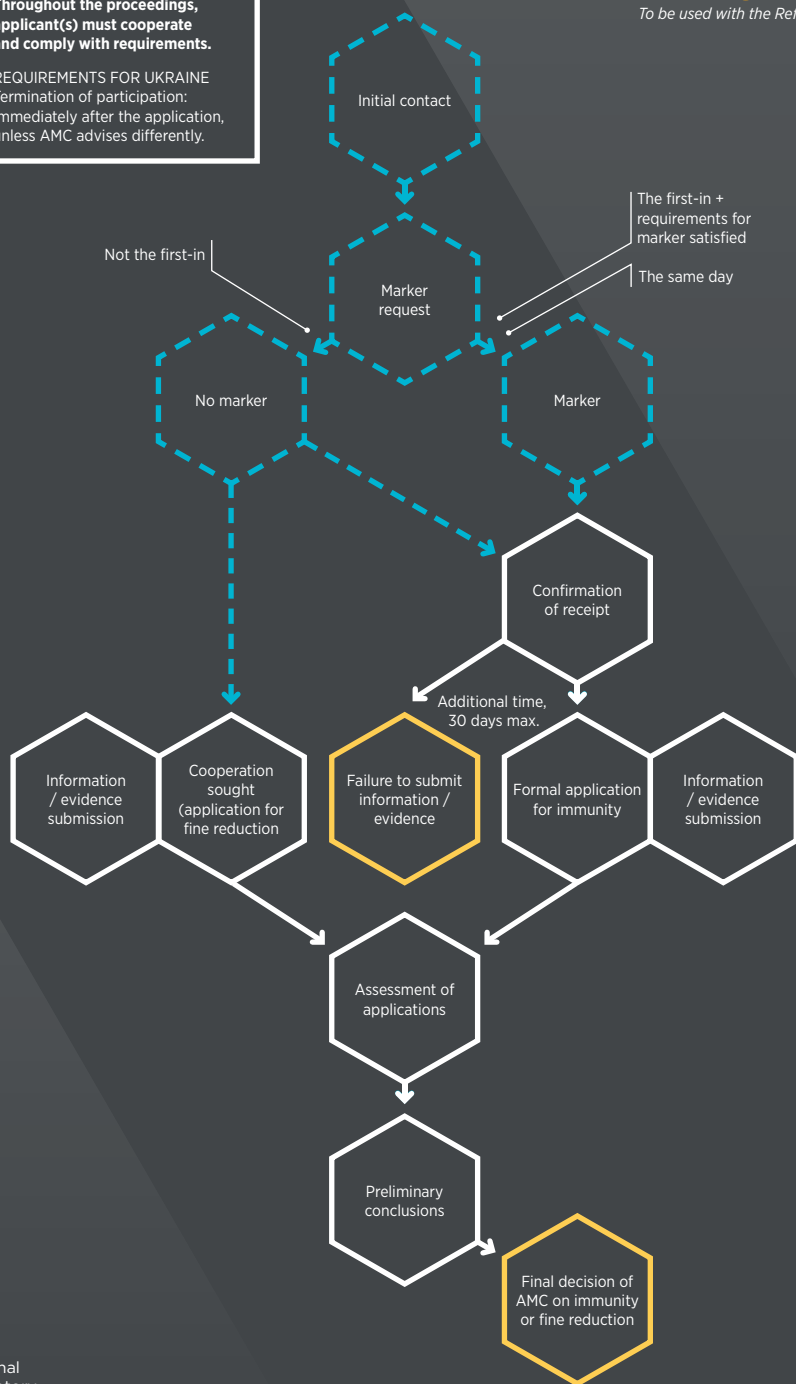 Throughout the proceedings,
applicant(s) must cooperate
and comply with requirements.
REQUIREMENTS FOR UKRAINE
Termination of participation:
immediately after the application,
unless AMC advises differently.
To be used with the Ref
Initial contact
The first-in +
requirements for
marker satisfied
Not the first-in
The same day
Marker
request
No marker
Marker
Confirmation
of receipt
Additional time,
30 days max.
Information
/ evidence
submission
Cooperation
sought
(application for
fine reduction
Failure to submit
information /
evidence
Formal application
for immunity
Information
/ evidence
submission
Assessment of
applications
Preliminary
conclusions
Final decision of
AMC on immunity
or fine reduction
nal